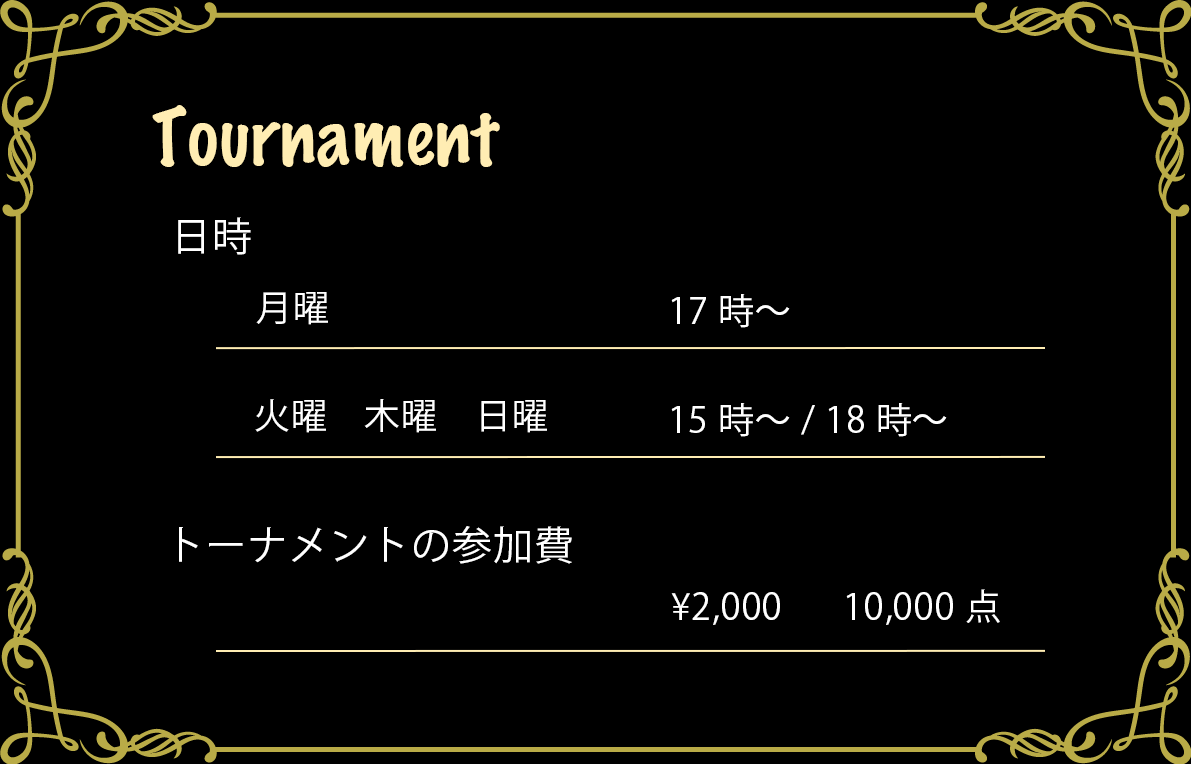 Tournament
日時
月曜　17 時〜
火曜　木曜　日曜　15 時〜 / 18 時〜
トーナメントの参加費
¥2,000　10,000 点